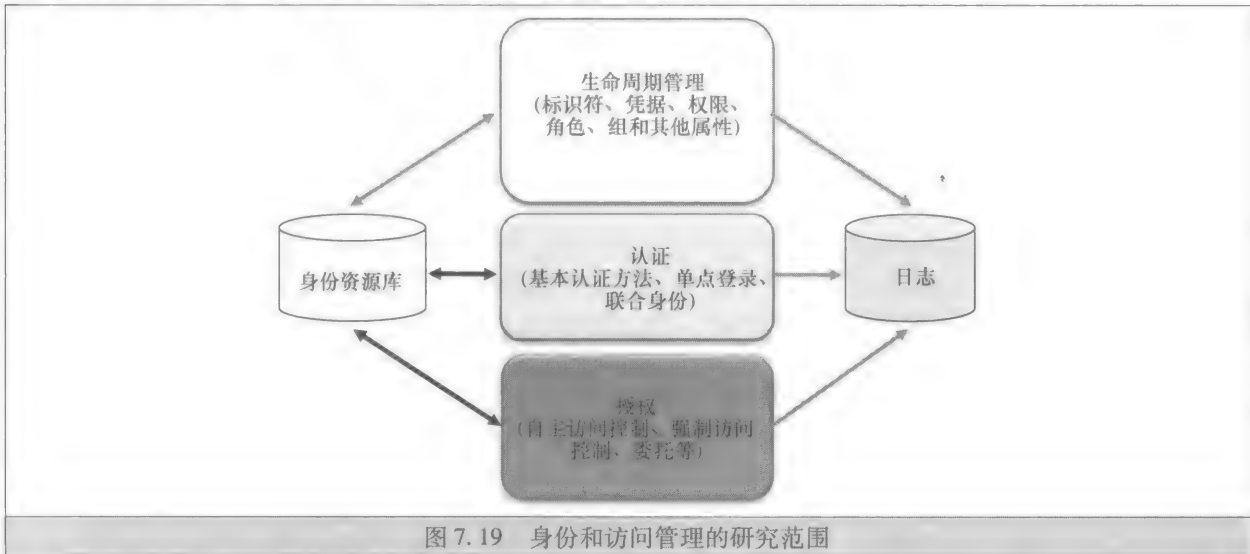 生命周期管理
(标识符、凭据、权限、
角色、组和其他属性)
身份资源库
认证
(基本认证方法、单点登录、
联合身份)
日志
授权
(自主访问控制、强制访问
控制、委托等)
图 7.19 身份和访问管理的研究范围